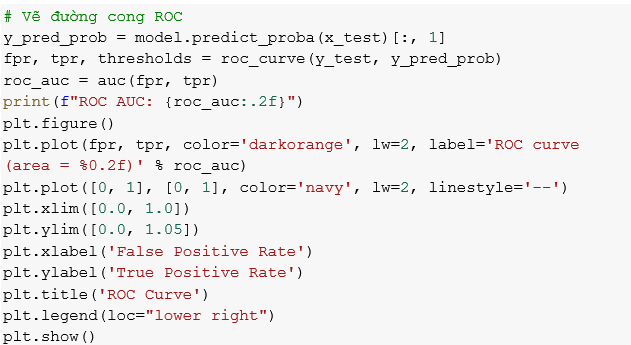 # Vẽ đường cong ROC
y_pred_prob = model.predict_proba(x_test)[:, 1]
fpr, tpr, thresholds = roc_curve(y_test, y_pred_prob)
roc_auc = auc(fpr, tpr)
print(f"ROC AUC: {roc_auc:.2f}")
plt.figure()
plt.plot(fpr, tpr, color='darkorange', lw=2, label='ROC curve
(area = %0.2f)' % roc_auc)
plt.plot([0, 1], [0, 1], color='navy', lw=2, linestyle='--')
plt.xlim([0.0, 1.0])
plt.ylim([0.0, 1.05])
plt.xlabel('False Positive Rate')
plt.ylabel('True Positive Rate')
plt.title('ROC Curve')
plt.legend(loc="lower right")
plt.show()